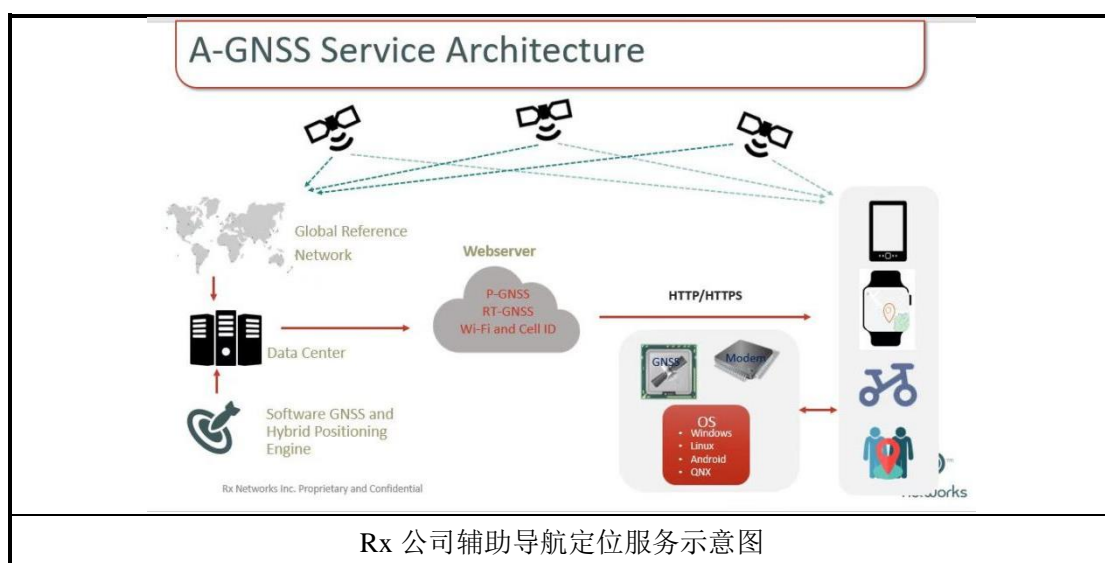 A-GNSS Service Architecture
Global Reference
Network
Webserver
P-GNSS
RT-GNSS
Wi-Fi and Cell ID
HTTP/HTTPS
Data Center
GNSS
Modem
OS
• Windows
• Linux
• Android
• QNX
Software GNSS and
Hybrid Positioning
Engine
Rx Networks Inc. Proprietary and Confidential
Rx 公司辅助导航定位服务示意图